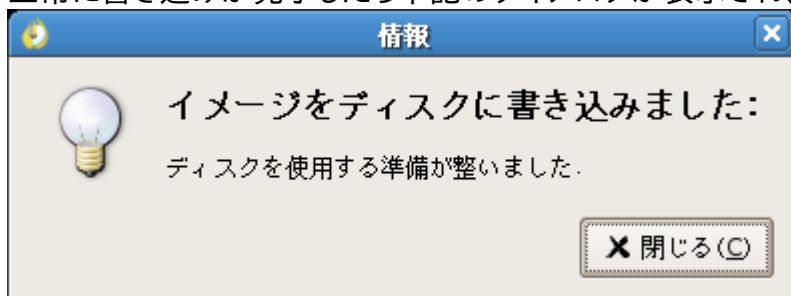 情報
イメージをディスクに書き込みました:
ディスクを使用する準備が整いました.
閉じる(C)